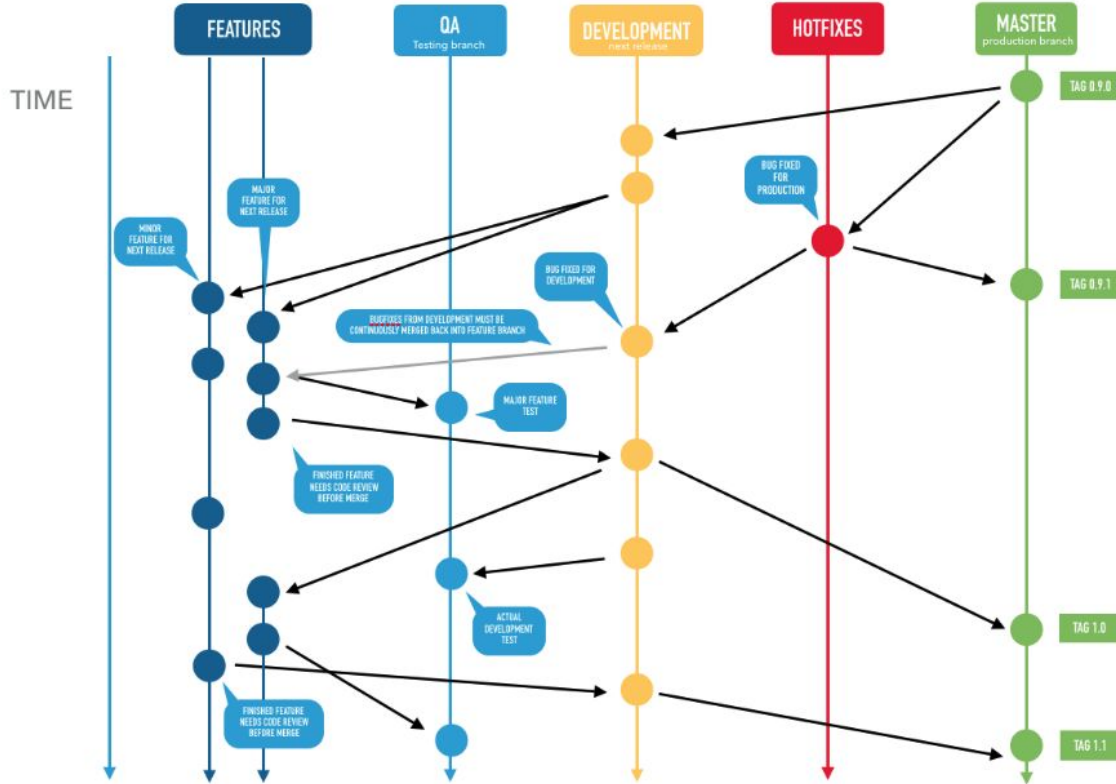 FEATURES
QA
Testing branch
DEVELOPMENT
next release
HOTFIXES
MASTER
production branch
TIME
TAG 0.9.0
BUG FIXED
FOR
PRODUCTION
MAJOR
FEATURE FOR
NEXT RELEASE
MINOR
FEATURE FOR
NEXT RELEASE
BUG FIXED FOR
DEVELOPMENT
TAG 0.9.1
BUGFIXES FROM DEVELOPMENT MUST BE
CONTINUOUSLY MERGED BACK INTO FEATURE BRANCH
MAJOR FEATURE
TEST
FINISHED FEATURE
NEEDS CODE REVIEW
BEFORE MERGE
ACTUAL
DEVELOPMENT
TEST
TAG 1.0
FINISHED FEATURE
NEEDS CODE REVIEW
BEFORE MERGE
TAG 1.1